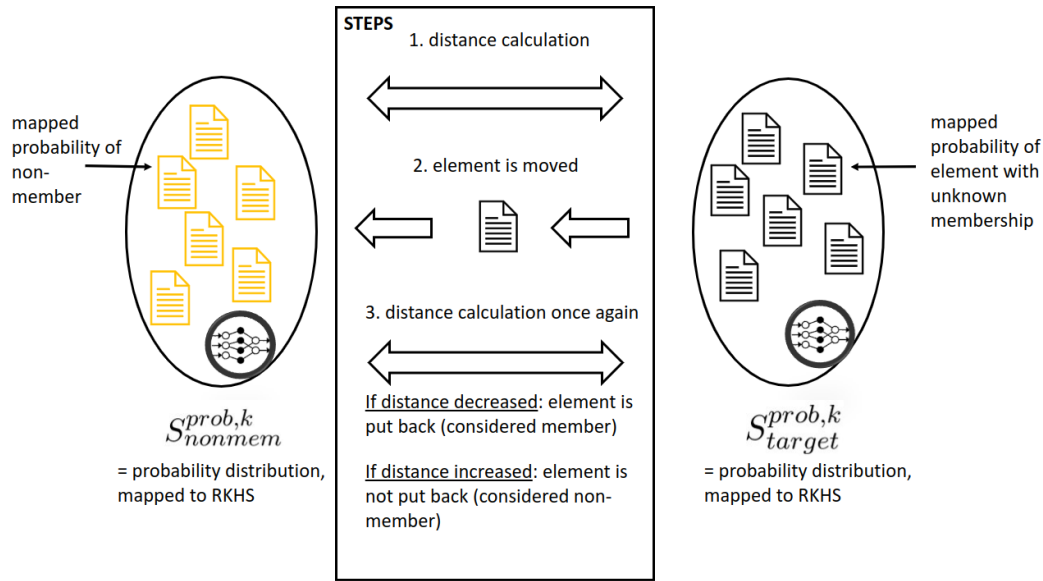 STEPS
1. distance calculation
mapped
probability of
non-
member
2. element is moved
mapped
probability of
element with
unknown
membership
3. distance calculation once again
If distance decreased: element is
put back (considered member)
If distance increased: element is
not put back (considered non-
member)
S_{nonmem}^{prob,k}
= probability distribution,
mapped to RKHS
S_{target}^{prob,k}
= probability distribution,
mapped to RKHS